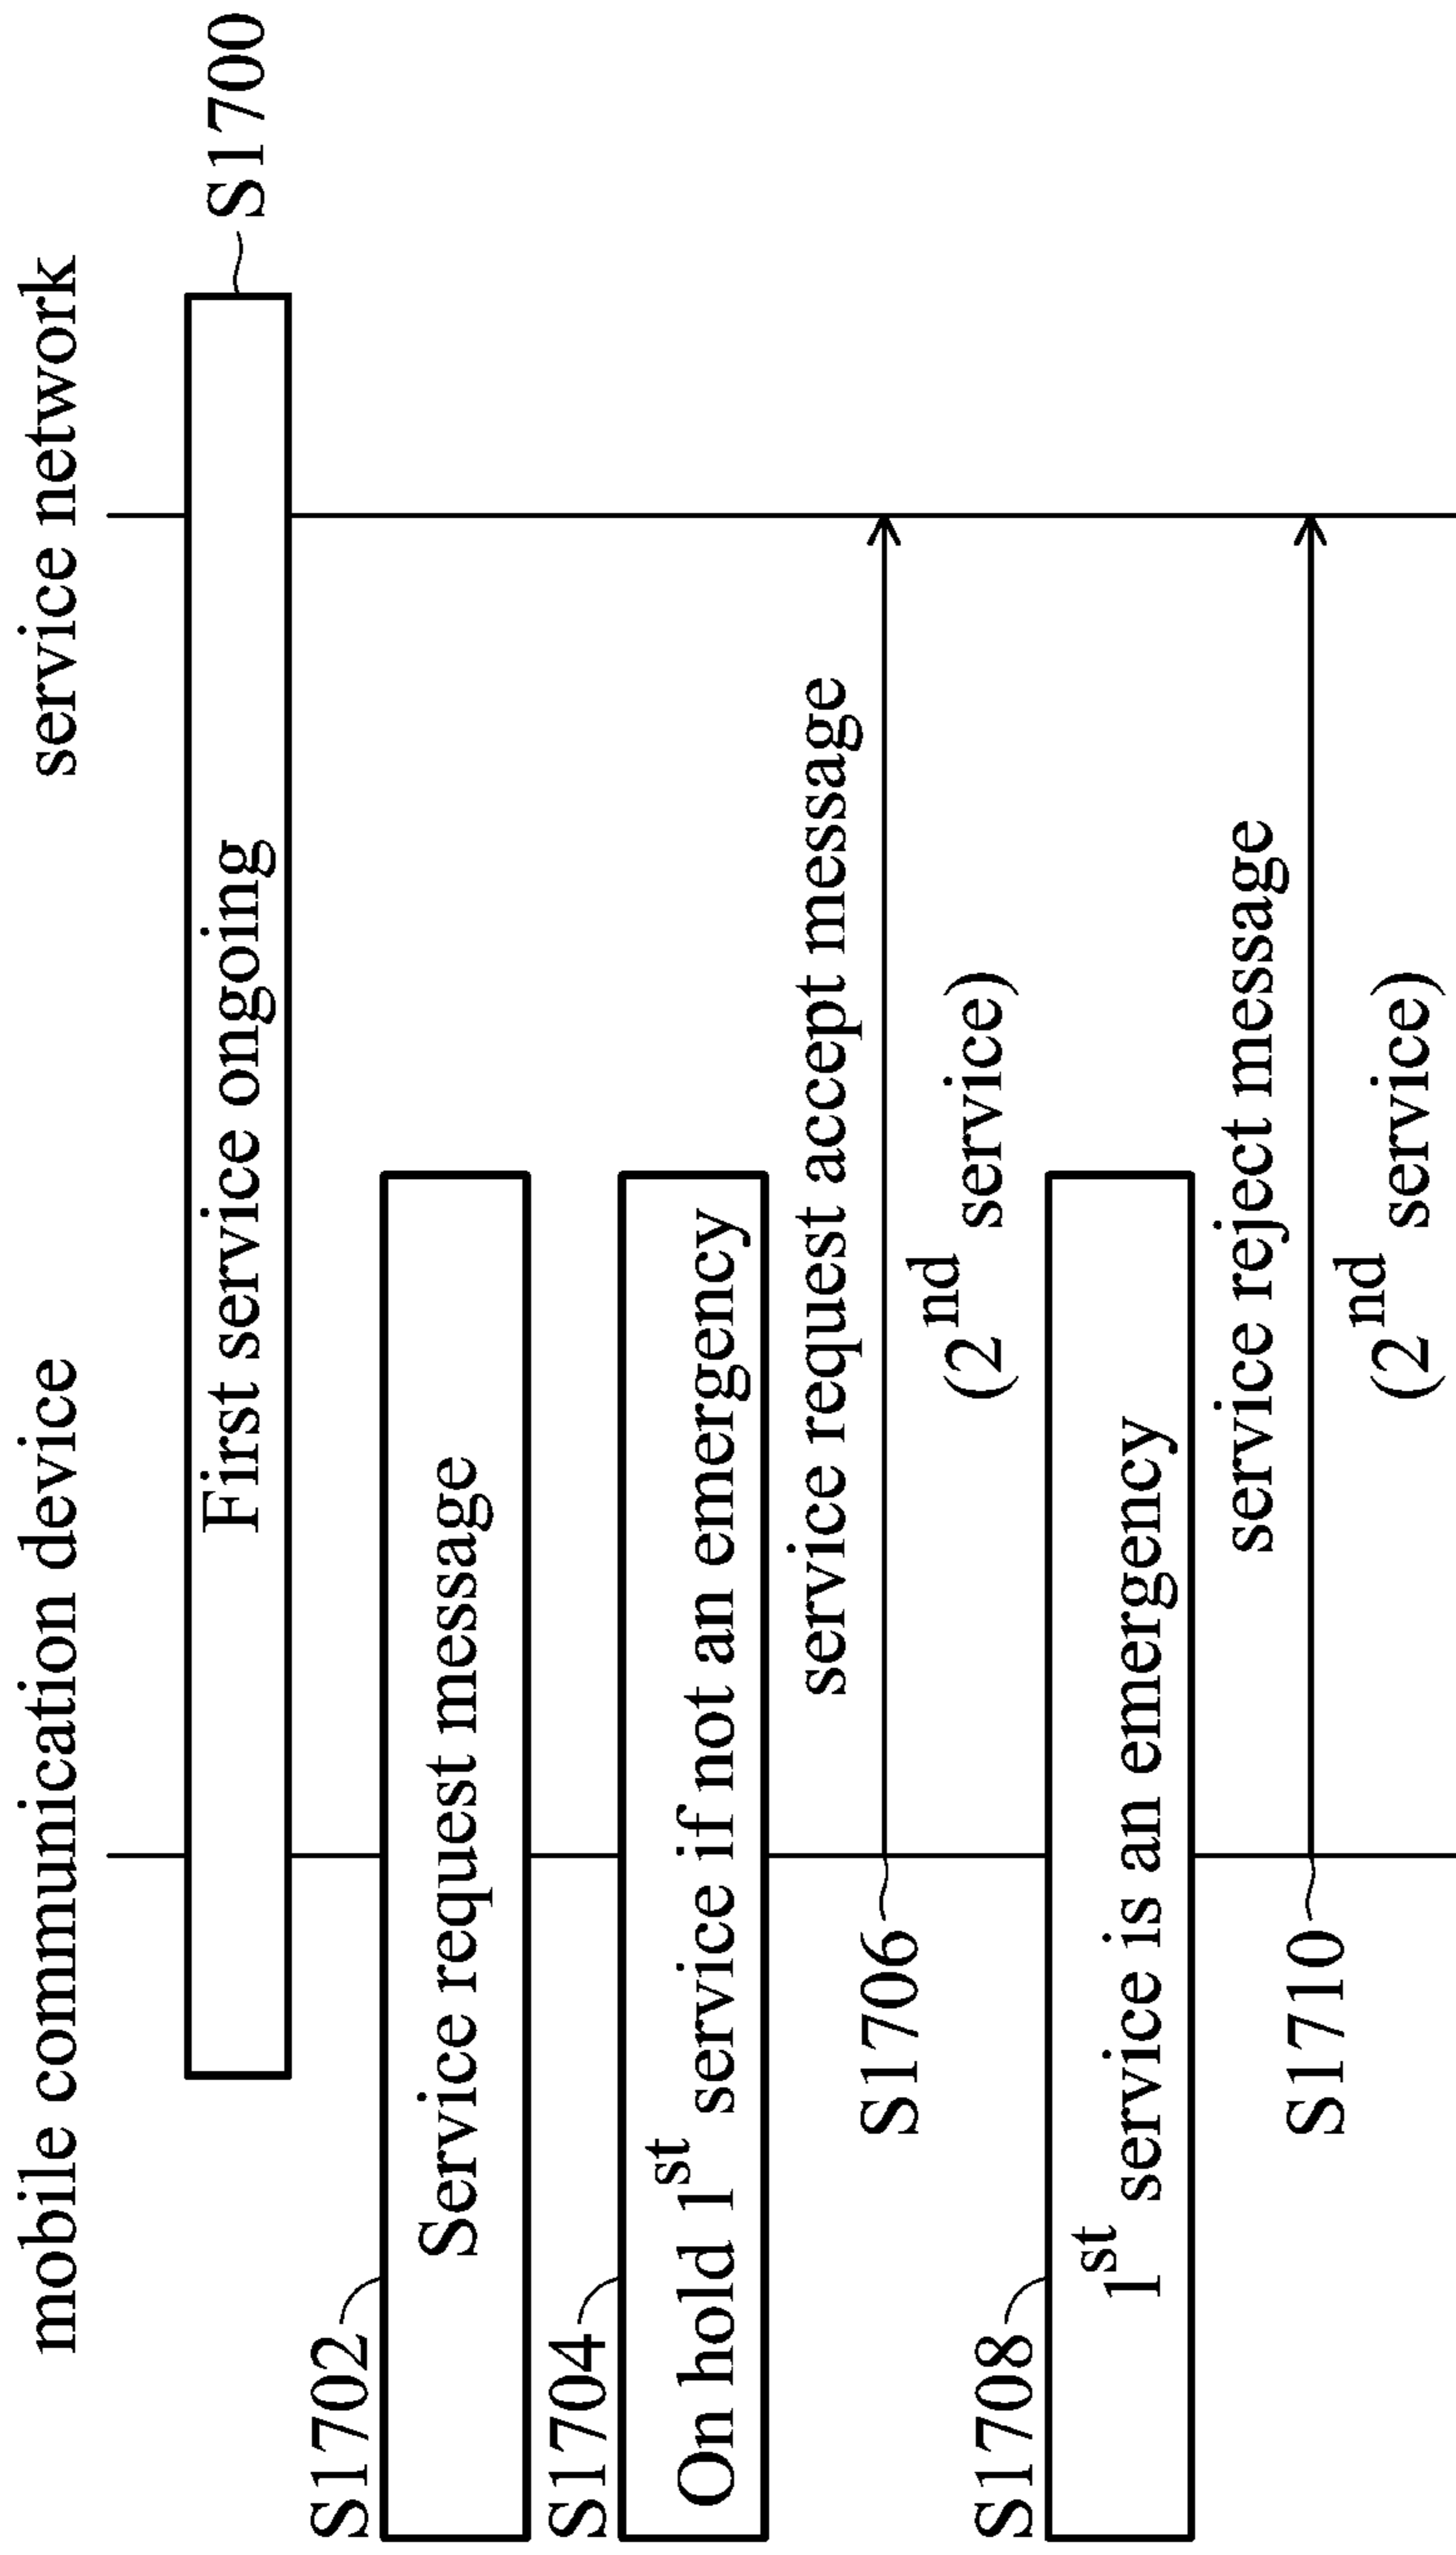 mobile communication device
service network
First service ongoing
S1700
S1702
Service request message
S1704
On hold 1st service if not an emergency
service request accept message
S1706
(2nd service)
S1708
1st service is an emergency
service reject message
S1710
(2nd service)